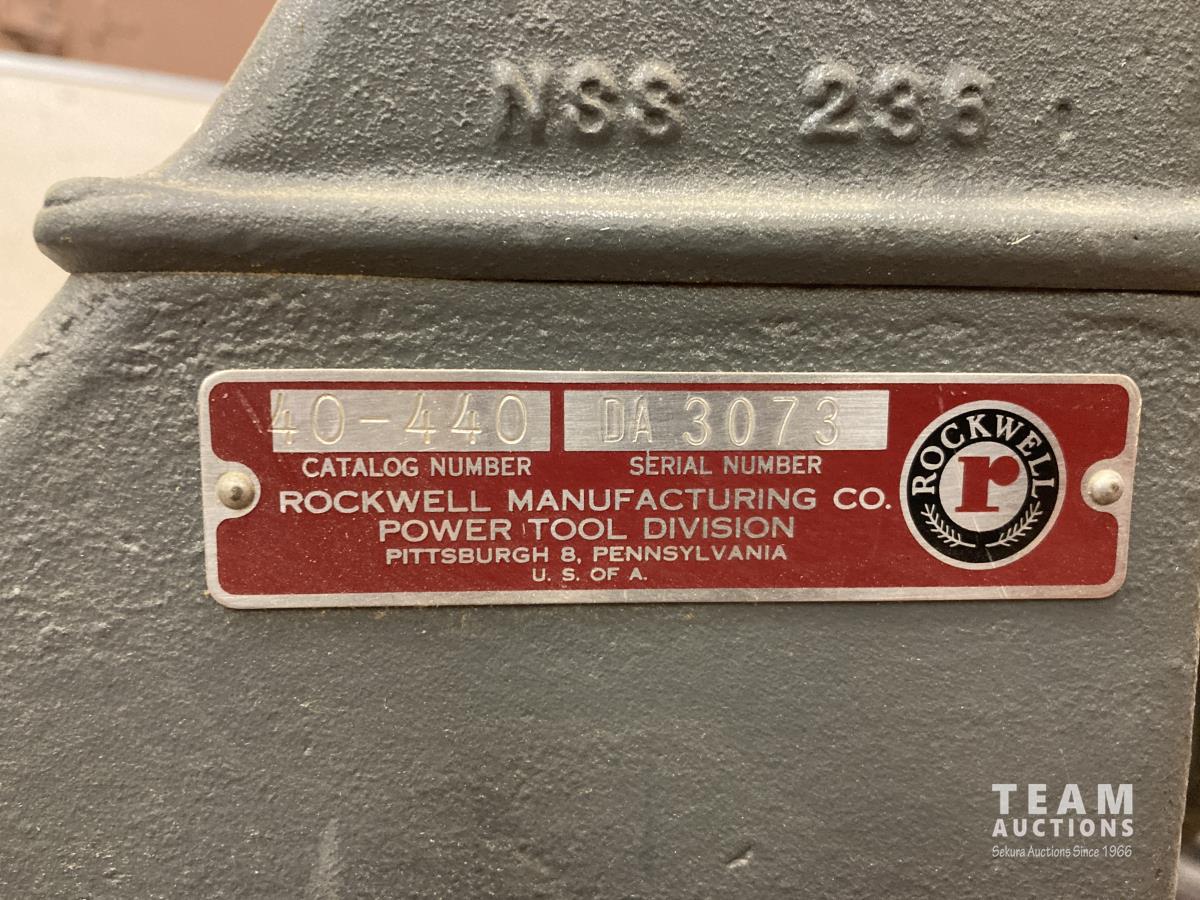 NSS 236
40-440 DA 3073
CATALOG NUMBER SERIAL NUMBER
ROCKWELL MANUFACTURING CO.
POWER TOOL DIVISION
PITTSBURGH 8, PENNSYLVANIA
U. S. OF A.
ROCKWELL
r
TEAM
AUCTIONS
Sekura Auctions Since 1966